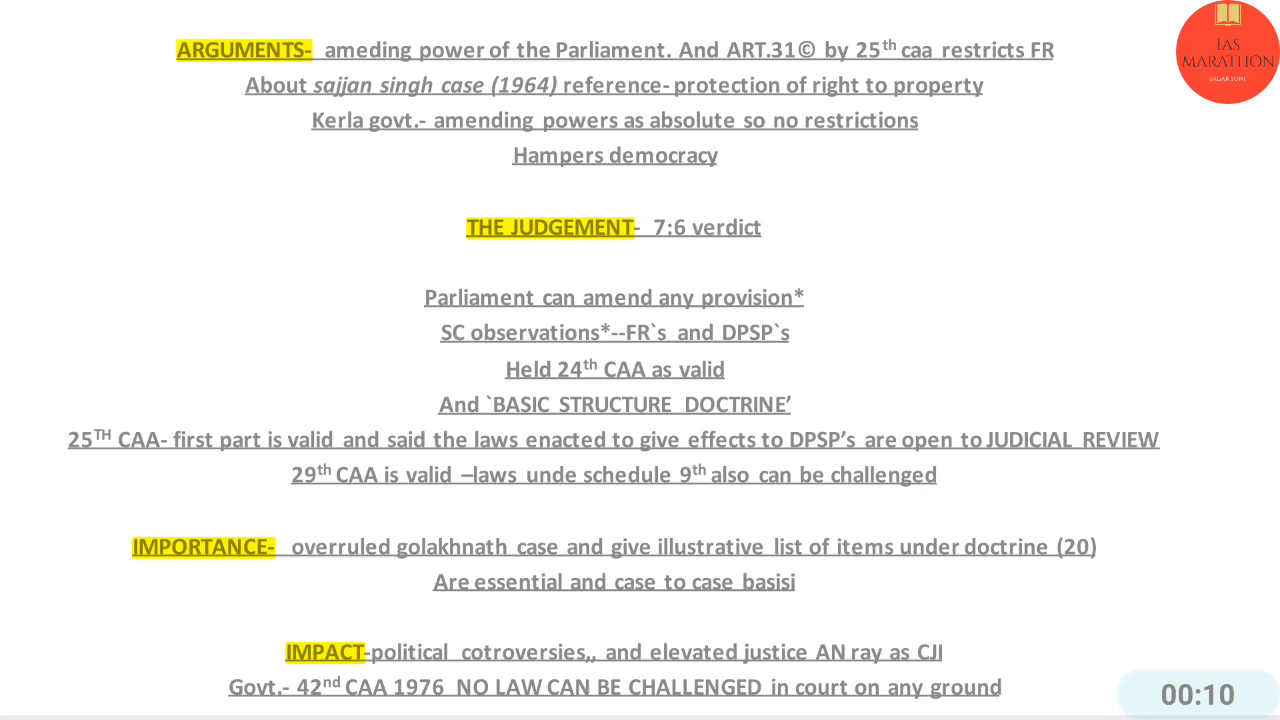 ARGUMENTS- ameding power of the Parliament. And ART.31© by 25th caa restricts FR
About sajjan singh case (1964) reference- protection of right to property
Kerla govt.- amending powers as absolute so no restrictions
Hampers democracy
THE JUDGEMENT- 7:6 verdict
Parliament can amend any provision*
SC observations*--FR`s and DPSP`s
Held 24th CAA as valid
And `BASIC STRUCTURE DOCTRINE’
25TH CAA- first part is valid and said the laws enacted to give effects to DPSP’s are open to JUDICIAL REVIEW
29th CAA is valid –laws unde schedule 9th also can be challenged
IMPORTANCE- overruled golakhnath case and give illustrative list of items under doctrine (20)
Are essential and case to case basisi
IMPACT-political cotroversies,, and elevated justice AN ray as CJI
Govt.- 42nd CAA 1976 NO LAW CAN BE CHALLENGED in court on any ground
IAS
MARATHON
SAGAR SONI
00:10